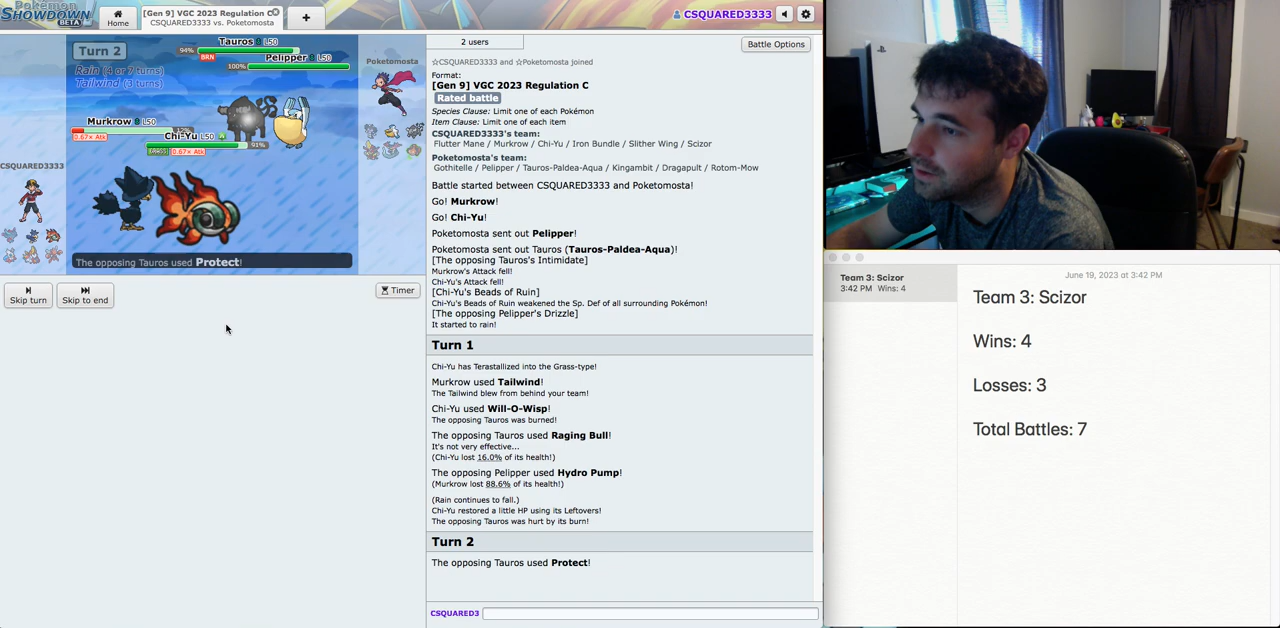 Pokémon
SHOWDOWN
BETA
Home
[Gen 9] VGC 2023 Regulation C
CSQUARED3333 vs. Poketomosta
+
CSQUARED3333
Turn 2
Rain (4 or 7 turns)
Tailwind (3 turns)
Tauros L50
94%
BRN
Pelipper L50
100%
Murkrow L50
0.67× Atk
Chi-Yu L50
91%
GRASS 0.67× Atk
The opposing Tauros used Protect!
CSQUARED3333
Poketomosta
Skip turn
Skip to end
Timer
2 users
Battle Options
☆CSQUARED3333 and ☆Poketomosta joined
Format:
[Gen 9] VGC 2023 Regulation C
Rated battle
Species Clause: Limit one of each Pokémon
Item Clause: Limit one of each item
CSQUARED3333's team:
Flutter Mane / Murkrow / Chi-Yu / Iron Bundle / Slither Wing / Scizor
Poketomosta's team:
Gothitelle / Pelipper / Tauros-Paldea-Aqua / Kingambit / Dragapult / Rotom-Mow
Battle started between CSQUARED3333 and Poketomosta!
Go! Murkrow!
Go! Chi-Yu!
Poketomosta sent out Pelipper!
Poketomosta sent out Tauros (Tauros-Paldea-Aqua)!
[The opposing Tauros's Intimidate]
Murkrow's Attack fell!
Chi-Yu's Attack fell!
[Chi-Yu's Beads of Ruin]
Chi-Yu's Beads of Ruin weakened the Sp. Def of all surrounding Pokémon!
[The opposing Pelipper's Drizzle]
It started to rain!
Turn 1
Chi-Yu has Terastallized into the Grass-type!
Murkrow used Tailwind!
The Tailwind blew from behind your team!
Chi-Yu used Will-O-Wisp!
The opposing Tauros was burned!
The opposing Tauros used Raging Bull!
It's not very effective...
(Chi-Yu lost 16.0% of its health!)
The opposing Pelipper used Hydro Pump!
(Murkrow lost 88.6% of its health!)
(Rain continues to fall.)
Chi-Yu restored a little HP using its Leftovers!
The opposing Tauros was hurt by its burn!
Turn 2
The opposing Tauros used Protect!
CSQUARED3
Team 3: Scizor
3:42 PM Wins: 4
June 19, 2023 at 3:42 PM
Team 3: Scizor
Wins: 4
Losses: 3
Total Battles: 7